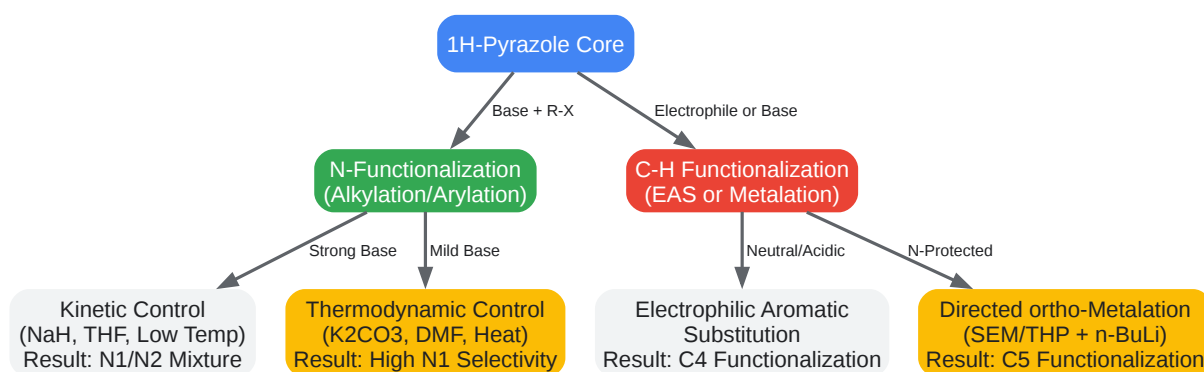 1H-Pyrazole Core
Base + R-X
Electrophile or Base
N-Functionalization
(Alkylation/Arylation)
C-H Functionalization
(EAS or Metalation)
Strong Base
Mild Base
Neutral/Acidic
N-Protected
Kinetic Control
(NaH, THF, Low Temp)
Result: N1/N2 Mixture
Thermodynamic Control
(K2CO3, DMF, Heat)
Result: High N1 Selectivity
Electrophilic Aromatic
Substitution
Result: C4 Functionalization
Directed ortho-Metalation
(SEM/THP + n-BuLi)
Result: C5 Functionalization